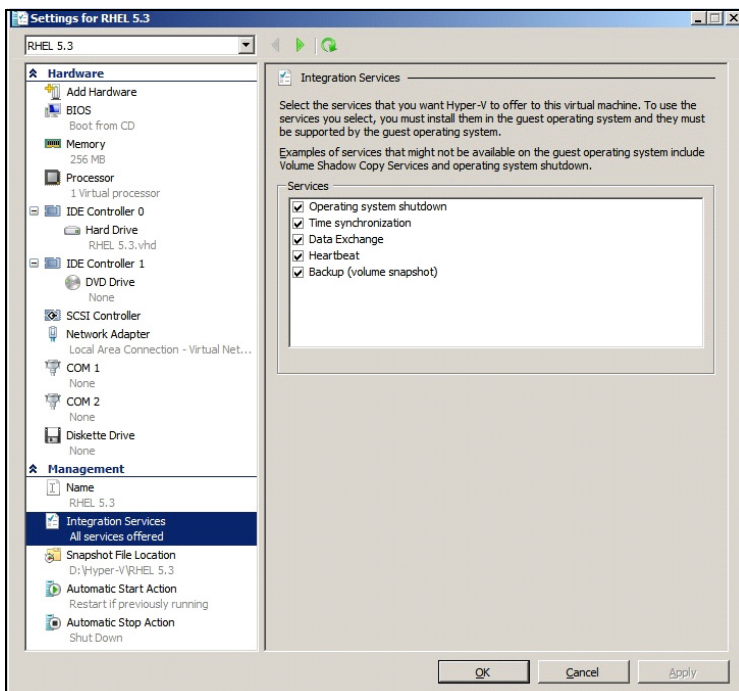 Settings for RHEL 5.3
RHEL 5.3
Hardware
Add Hardware
BIOS
Boot from CD
Memory
256 MB
Processor
1 Virtual processor
IDE Controller 0
Hard Drive
RHEL 5.3.vhd
IDE Controller 1
DVD Drive
None
SCSI Controller
Network Adapter
Local Area Connection - Virtual Net...
COM 1
None
COM 2
None
Diskette Drive
None
Management
Name
RHEL 5.3
Integration Services
All services offered
Snapshot File Location
D:\Hyper-V\RHEL 5.3
Automatic Start Action
Restart if previously running
Automatic Stop Action
Shut Down
Integration Services
Select the services that you want Hyper-V to offer to this virtual machine. To use the
services you select, you must install them in the guest operating system and they must
be supported by the guest operating system.
Examples of services that might not be available on the guest operating system include
Volume Shadow Copy Services and operating system shutdown.
Services
Operating system shutdown
Time synchronization
Data Exchange
Heartbeat
Backup (volume snapshot)
OK
Cancel
Apply